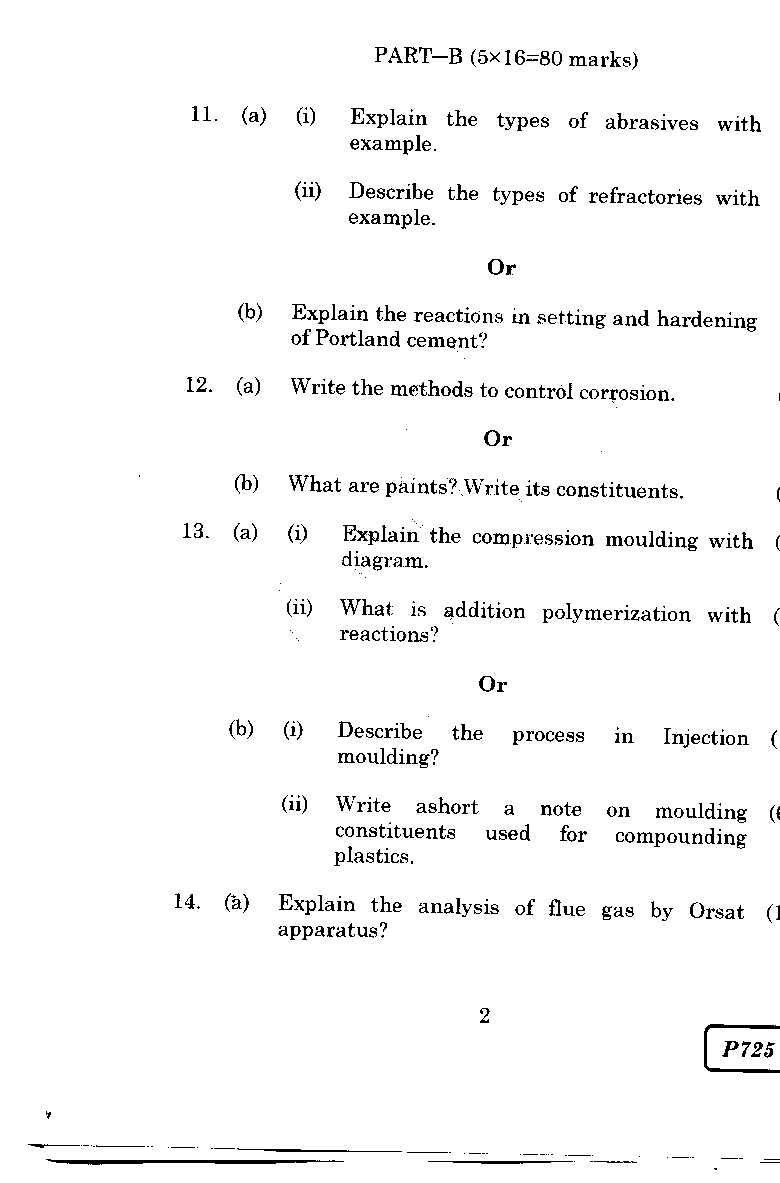 PART–B (5×16=80 marks)
11. (a) (i) Explain the types of abrasives with
example.
(ii) Describe the types of refractories with
example.
Or
(b) Explain the reactions in setting and hardening
of Portland cement?
12. (a) Write the methods to control corrosion.
Or
(b) What are paints? Write its constituents. (
13. (a) (i) Explain the compression moulding with (
diagram.
(ii) What is addition polymerization with (
reactions?
Or
(b) (i) Describe the process in Injection (
moulding?
(ii) Write ashort a note on moulding (
constituents used for compounding
plastics.
14. (a) Explain the analysis of flue gas by Orsat (1
apparatus?
2
P725